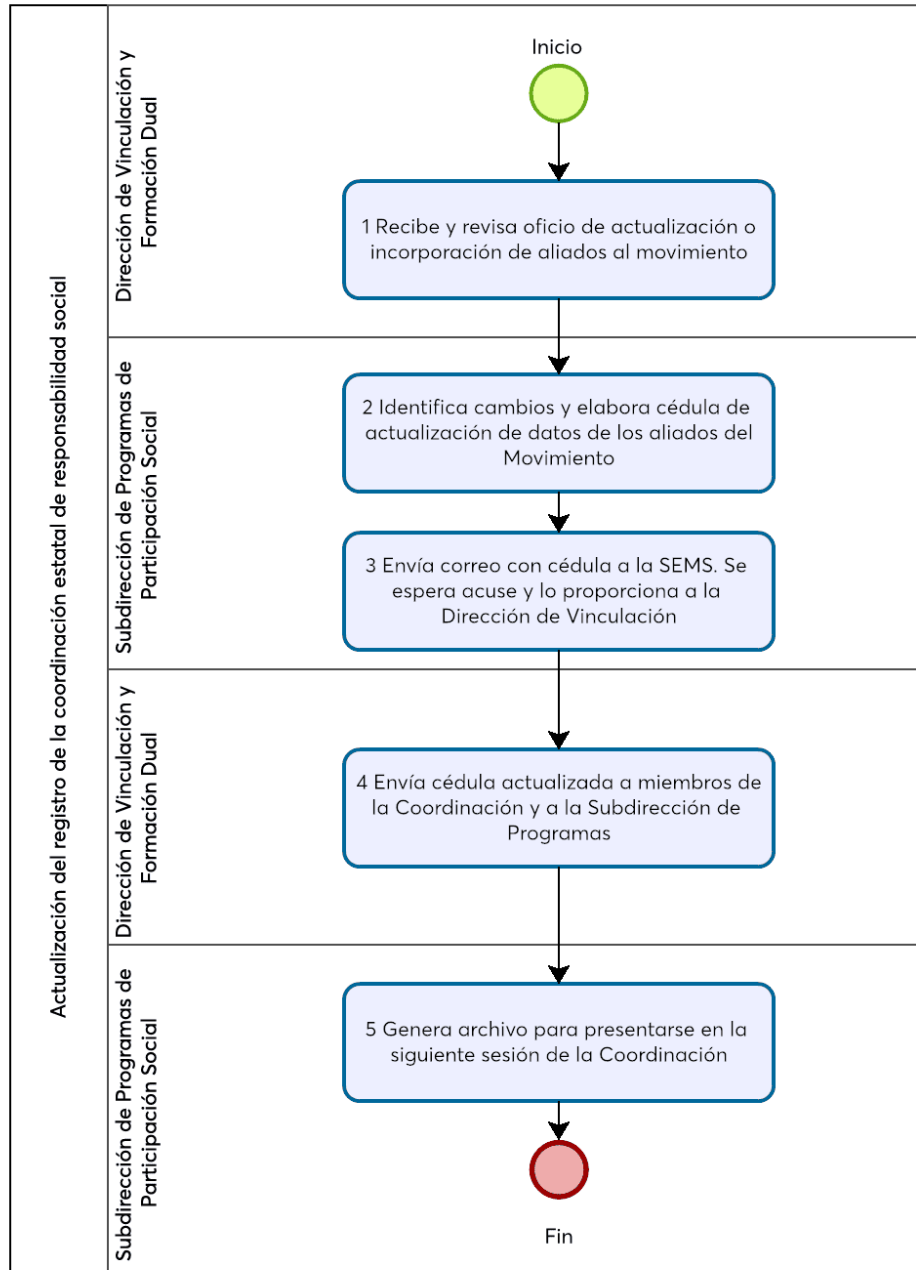 Actualización del registro de la coordinación estatal de responsabilidad social
Dirección de Vinculación y
Formación Dual
Inicio
1 Recibe y revisa oficio de actualización o
incorporación de aliados al movimiento
Subdirección de Programas de
Participación Social
2 Identifica cambios y elabora cédula de
actualización de datos de los aliados del
Movimiento
3 Envía correo con cédula a la SEMS. Se
espera acuse y lo proporciona a la
Dirección de Vinculación
Dirección de Vinculación y
Formación Dual
4 Envía cédula actualizada a miembros de
la Coordinación y a la Subdirección de
Programas
Subdirección de Programas de
Participación Social
5 Genera archivo para presentarse en la
siguiente sesión de la Coordinación
Fin